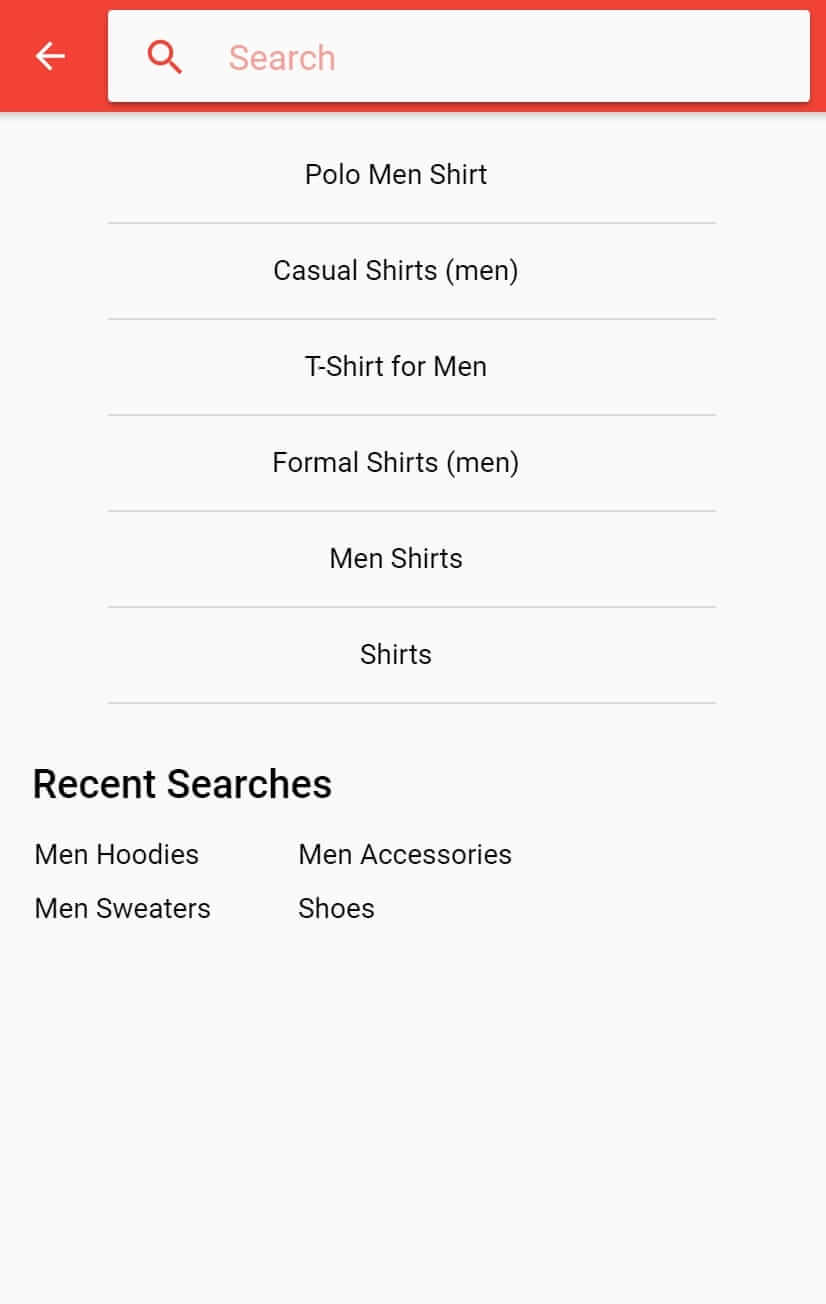 Search
Polo Men Shirt
Casual Shirts (men)
T-Shirt for Men
Formal Shirts (men)
Men Shirts
Shirts
Recent Searches
Men Hoodies Men Accessories
Men Sweaters Shoes